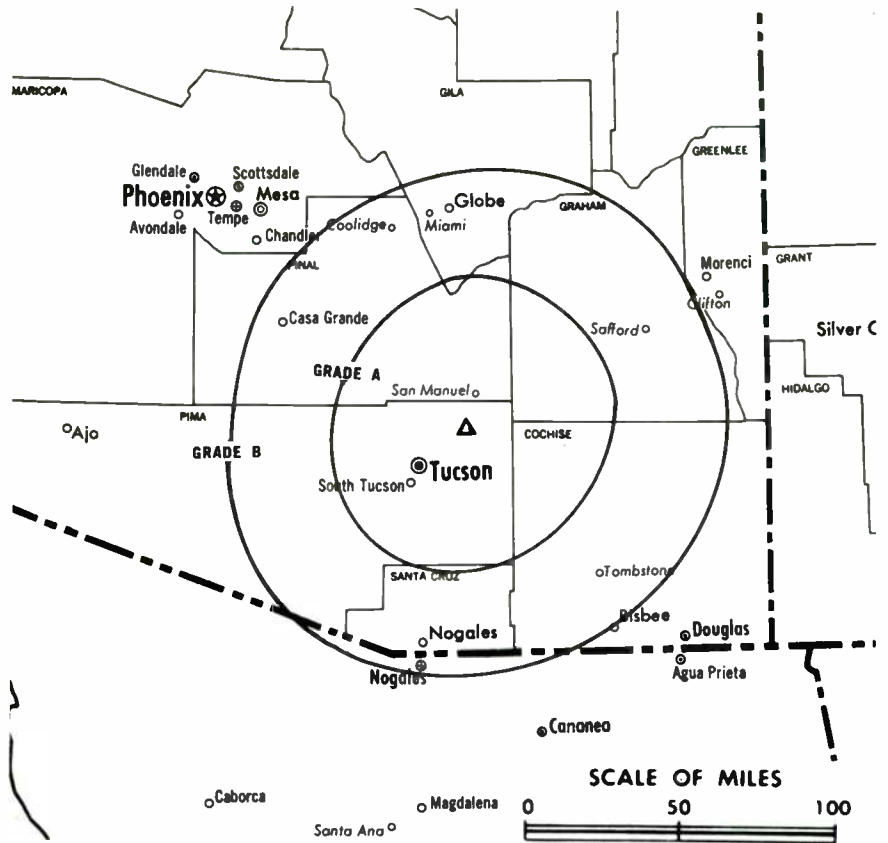 MARICOPA
GILA
GREENLEE
Glendale
Scottsdale
Phoenix
Mesa
Avondale
Tempe
Globe
Miami
GRAHAM
Chandler
Coolidge
PINAL
Morenci
GRANT
Clifton
Casa Grande
Safford
Silver C
GRADE A
San Manuel
HIDALGO
PIMA
Ajo
COCHISE
GRADE B
Tucson
South Tucson
SANTA CRUZ
Tombstone
Bisbee
Nogales
Douglas
Nogales
Agua Prieta
Cananea
SCALE OF MILES
Caborca
Magdalena
0 50 100
Santa Ana